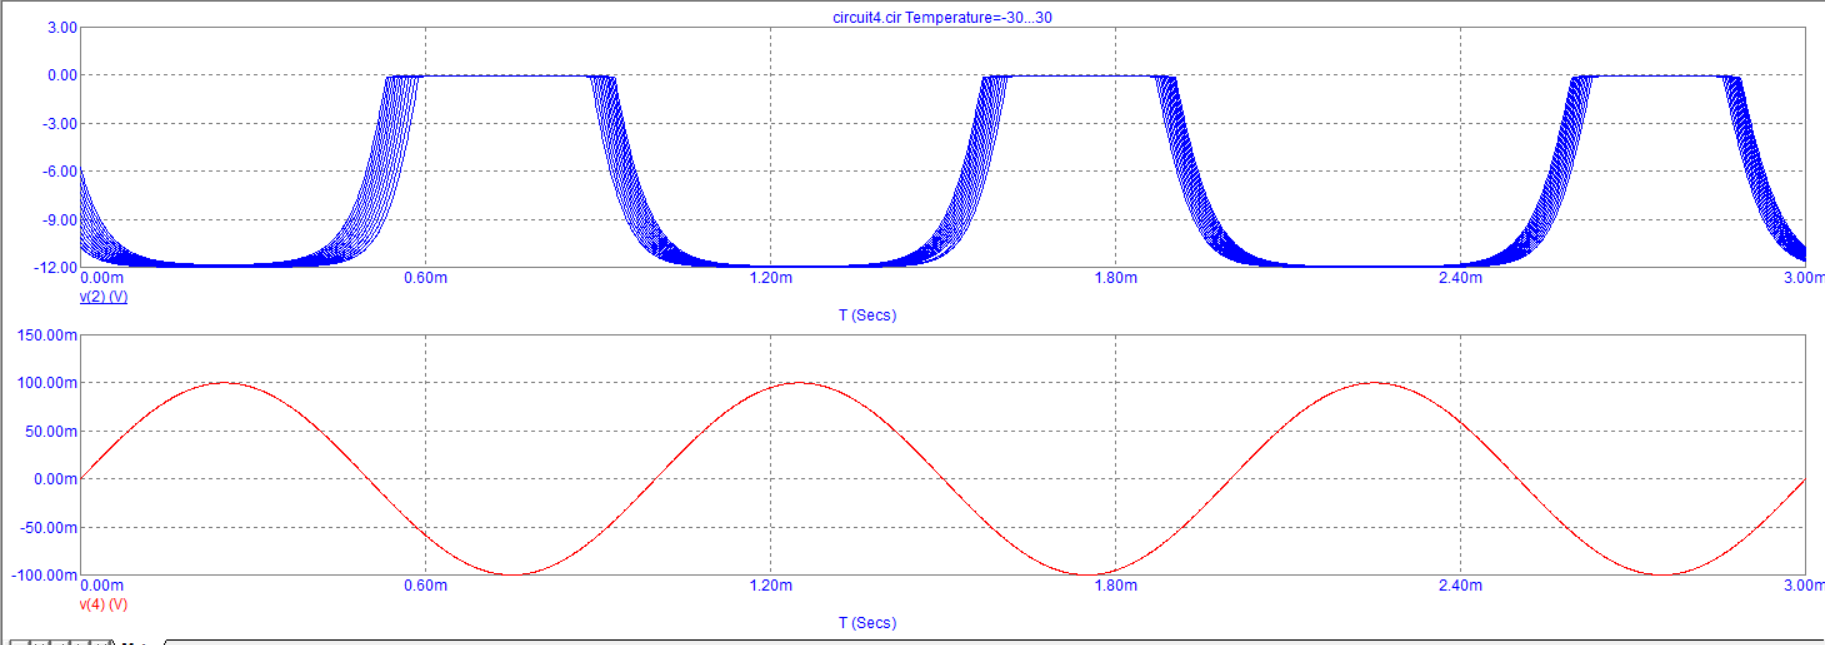 circuit4.cir Temperature=-30...30
3.00
0.00
-3.00
-6.00
-9.00
-12.00
0.00m 0.60m 1.20m 1.80m 2.40m 3.00m
v(2) (V)
T (Secs)
150.00m
100.00m
50.00m
0.00m
-50.00m
-100.00m
0.00m 0.60m 1.20m 1.80m 2.40m 3.00m
v(4) (V)
T (Secs)